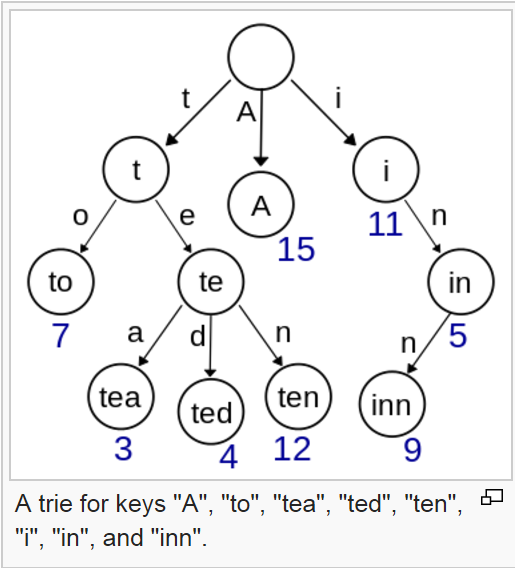 t A i
t A i
15 11
o e n
to te in
7 5
a d n n
tea ted ten inn
3 4 12 9
A trie for keys "A", "to", "tea", "ted", "ten",
"i", "in", and "inn".